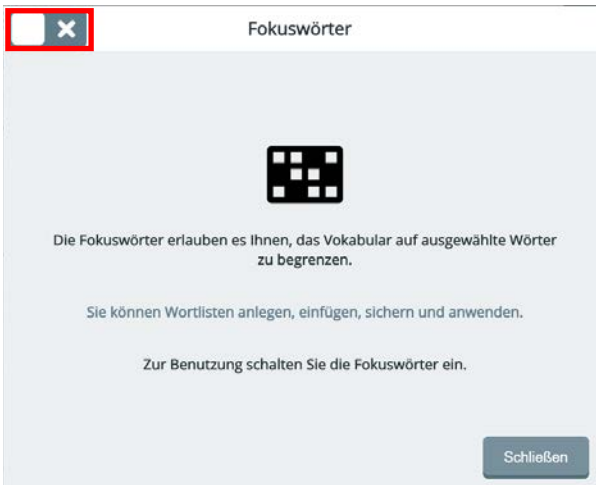 Fokuswörter
Die Fokuswörter erlauben es Ihnen, das Vokabular auf ausgewählte Wörter
zu begrenzen.
Sie können Wortlisten anlegen, einfügen, sichern und anwenden.
Zur Benutzung schalten Sie die Fokuswörter ein.
Schließen